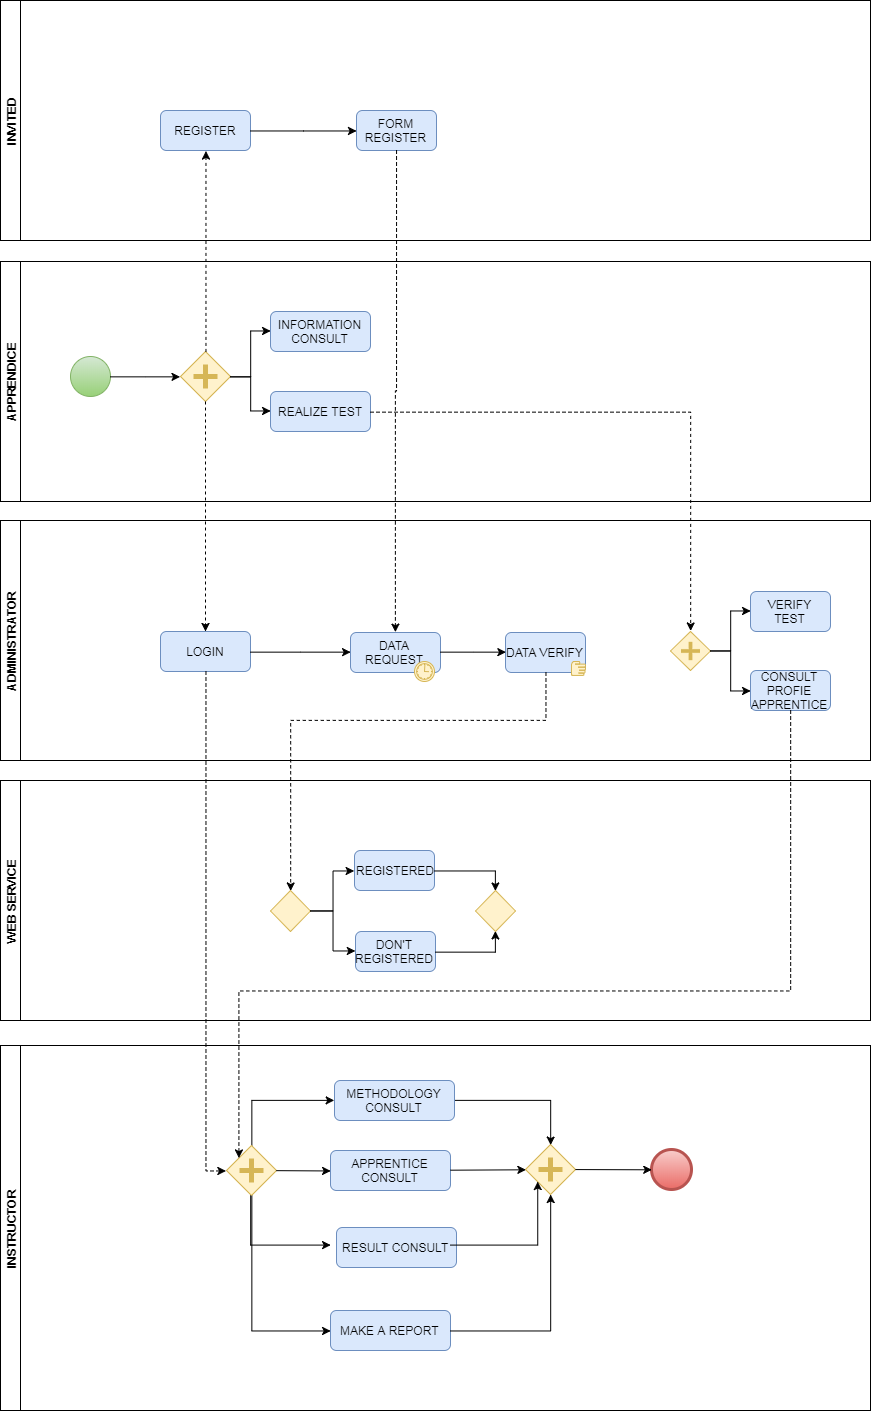 INVITED
REGISTER
FORM
REGISTER
APPRENDICE
INFORMATION
CONSULT
REALIZE TEST
ADMINISTRATOR
LOGIN
DATA
REQUEST
DATA VERIFY
VERIFY
TEST
CONSULT
PROFIE
APPRENTICE
WEB SERVICE
REGISTERED
DON'T
REGISTERED
INSTRUCTOR
METHODOLOGY
CONSULT
APPRENTICE
CONSULT
RESULT CONSULT
MAKE A REPORT